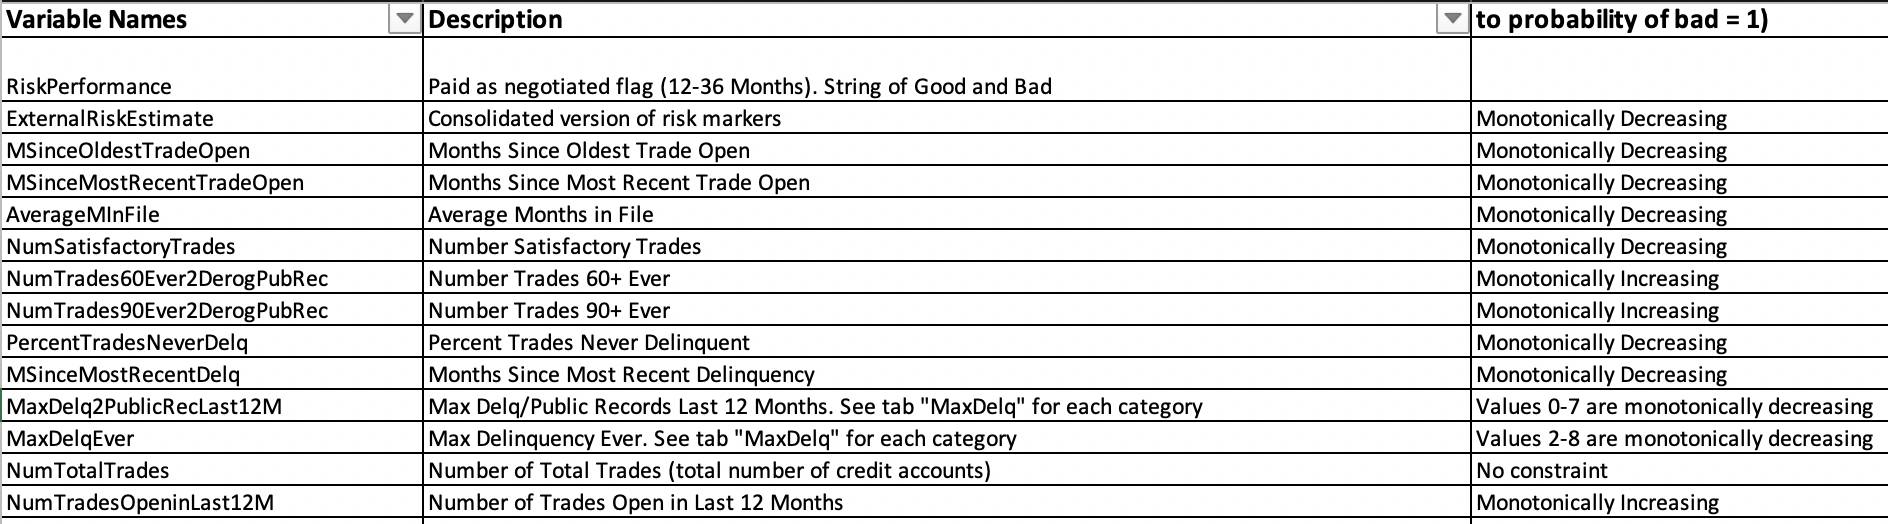 Variable Names Description to probability of bad = 1)
RiskPerformance Paid as negotiated flag (12-36 Months). String of Good and Bad
ExternalRiskEstimate Consolidated version of risk markers Monotonically Decreasing
MSinceOldestTradeOpen Months Since Oldest Trade Open Monotonically Decreasing
MSinceMostRecentTradeOpen Months Since Most Recent Trade Open Monotonically Decreasing
AverageMInFile Average Months in File Monotonically Decreasing
NumSatisfactoryTrades Number Satisfactory Trades Monotonically Decreasing
NumTrades60Ever2DerogPubRec Number Trades 60+ Ever Monotonically Increasing
NumTrades90Ever2DerogPubRec Number Trades 90+ Ever Monotonically Increasing
PercentTradesNeverDelq Percent Trades Never Delinquent Monotonically Decreasing
MSinceMostRecentDelq Months Since Most Recent Delinquency Monotonically Decreasing
MaxDelq2PublicRecLast12M Max Delq/Public Records Last 12 Months. See tab "MaxDelq" for each category Values 0-7 are monotonically decreasing
MaxDelqEver Max Delinquency Ever. See tab "MaxDelq" for each category Values 2-8 are monotonically decreasing
NumTotalTrades Number of Total Trades (total number of credit accounts) No constraint
NumTradesOpeninLast12M Number of Trades Open in Last 12 Months Monotonically Increasing